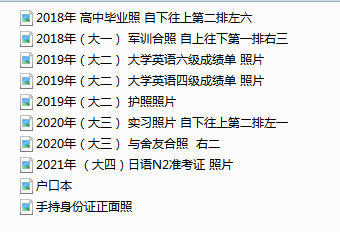 2018年 高中毕业照 自下往上第二排左六
2018年（大一） 军训合照 自上往下第一排右三
2019年（大二） 大学英语六级成绩单 照片
2019年（大二） 大学英语四级成绩单 照片
2019年（大二） 护照照片
2020年（大三） 实习照片 自下往上第二排左一
2020年（大三） 与舍友合照  右二
2021年 （大四）日语N2准考证 照片
户口本
手持身份证正面照